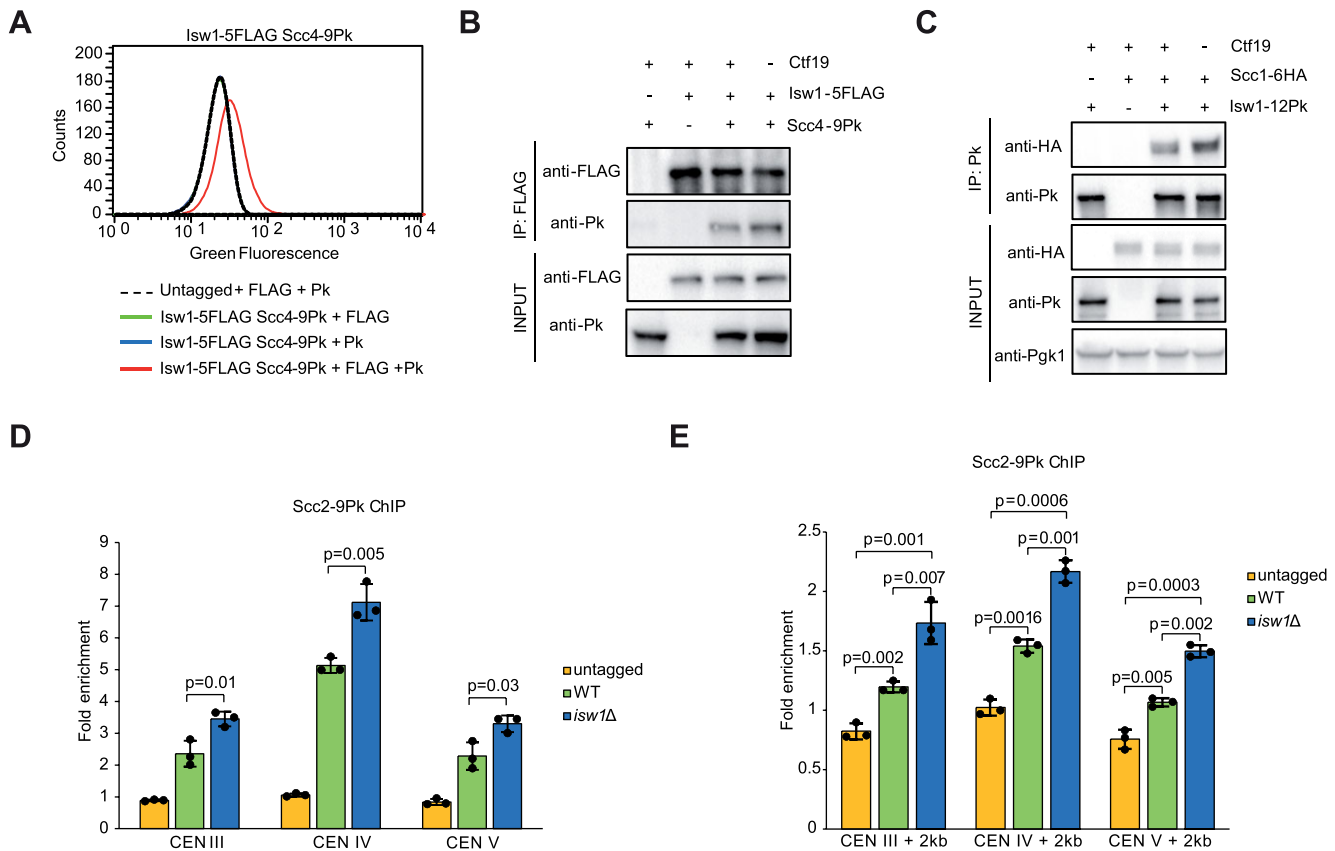 A
Isw1-5FLAG Scc4-9Pk
200
180
160
120
80
40
0
Counts
10^0 10^1 10^2 10^3 10^4
Green Fluorescence
Untagged + FLAG + Pk
Isw1-5FLAG Scc4-9Pk + FLAG
Isw1-5FLAG Scc4-9Pk + Pk
Isw1-5FLAG Scc4-9Pk + FLAG +Pk
B
+ + + - Ctf19
- + + + Isw1-5FLAG
+ - + + Scc4-9Pk
IP: FLAG
anti-FLAG
anti-Pk
INPUT
anti-FLAG
anti-Pk
C
+ + + - Ctf19
- + + + Scc1-6HA
+ - + + Isw1-12Pk
IP: Pk
anti-HA
anti-Pk
INPUT
anti-HA
anti-Pk
anti-Pgk1
D
Scc2-9Pk ChIP
Fold enrichment
9
8
7
6
5
4
3
2
1
0
p=0.01
p=0.005
p=0.03
CEN III CEN IV CEN V
untagged
WT
isw1Δ
E
Scc2-9Pk ChIP
Fold enrichment
2.5
2
1.5
1
0.5
0
p=0.001
p=0.007
p=0.002
p=0.0006
p=0.001
p=0.0016
p=0.0003
p=0.002
p=0.005
CEN III + 2kb CEN IV + 2kb CEN V + 2kb
untagged
WT
isw1Δ